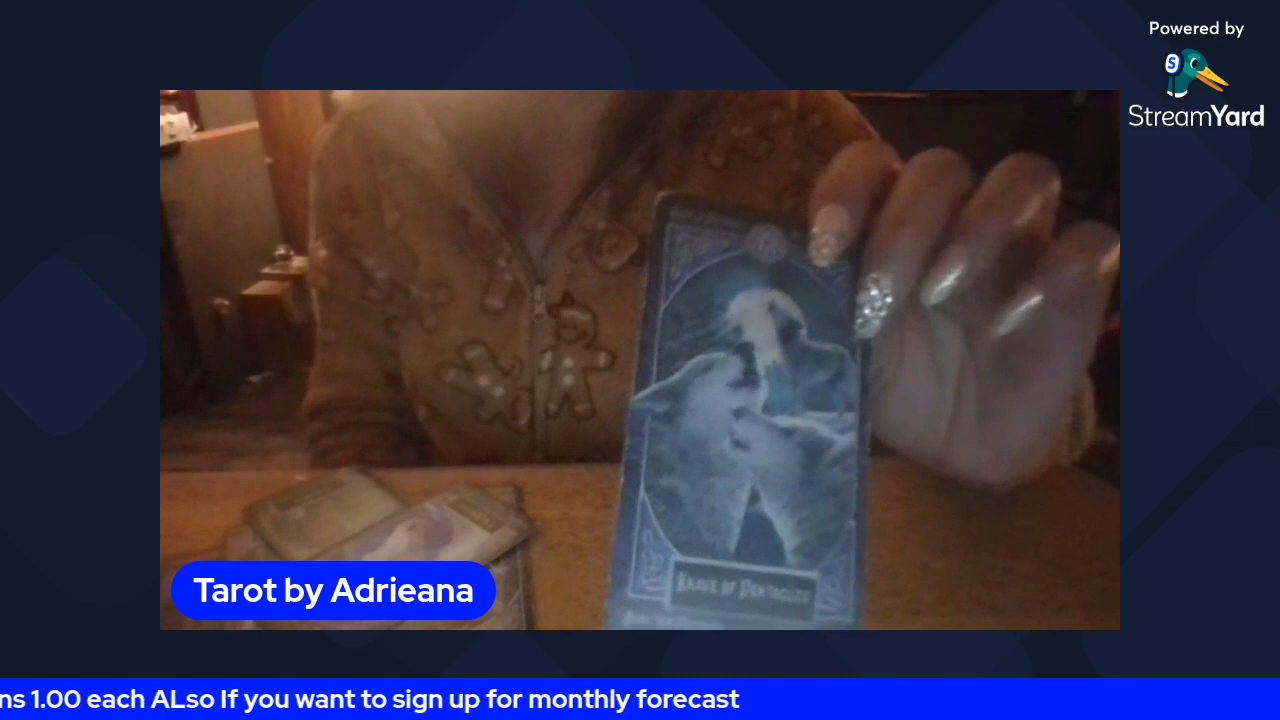 Powered by
StreamYard
KNAVE OF PENTACLES
Tarot by Adrieana
ns 1.00 each ALso If you want to sign up for monthly forecast